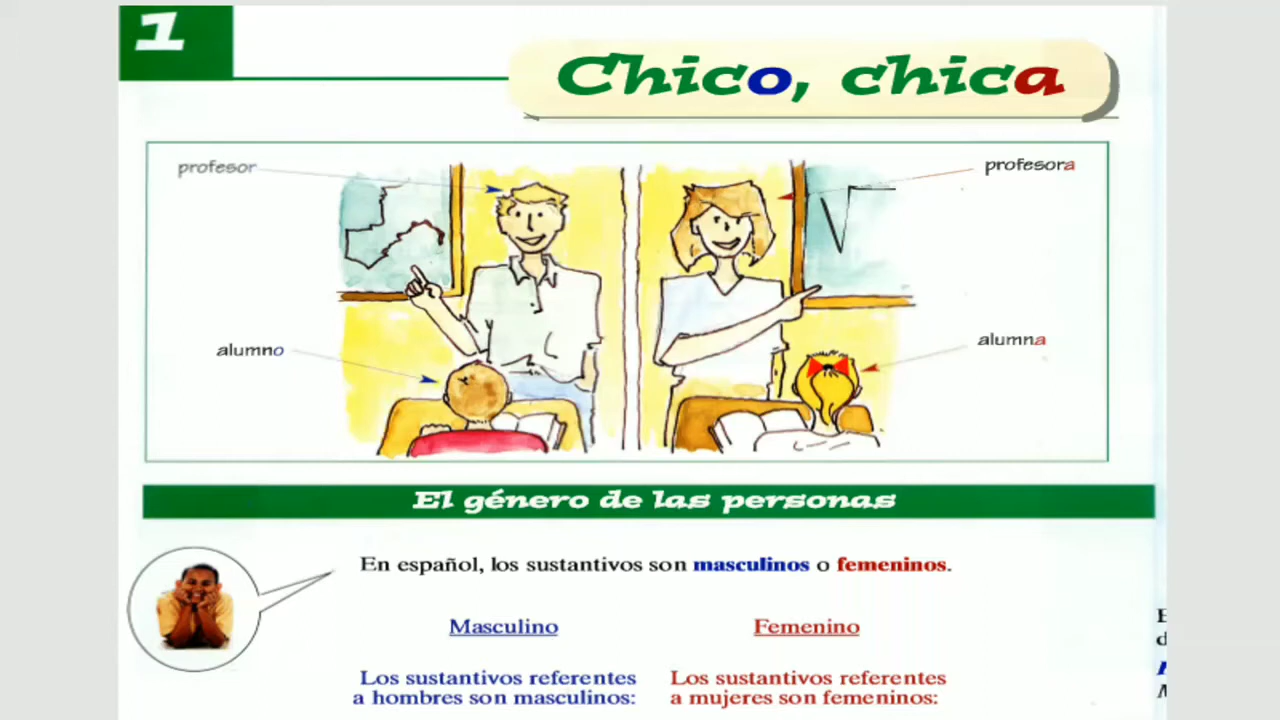 1
Chico, chica
profesor
profesora
alumno
alumna
El género de las personas
En español, los sustantivos son masculinos o femeninos.
Masculino
Femenino
Los sustantivos referentes
a hombres son masculinos:
Los sustantivos referentes
a mujeres son femeninos: